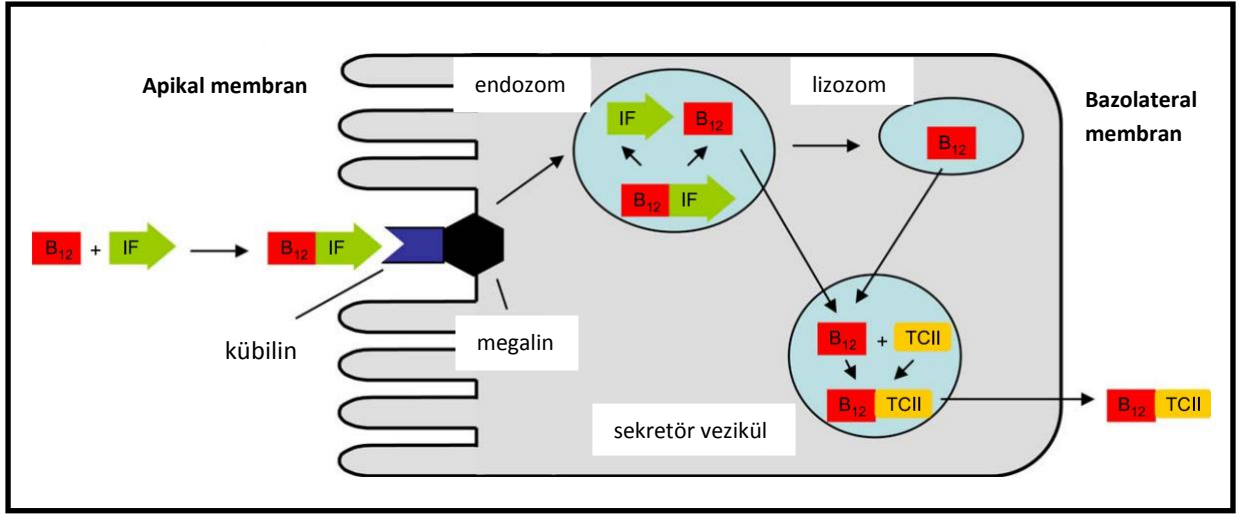 Apikal membran
endozom
lizozom
Bazolateral
membran
IF
B₁₂
B₁₂
B₁₂ IF
B₁₂ + IF
B₁₂ IF
kübilin
megalin
B₁₂ + TCII
B₁₂ TCII
B₁₂ TCII
sekretör vezikül